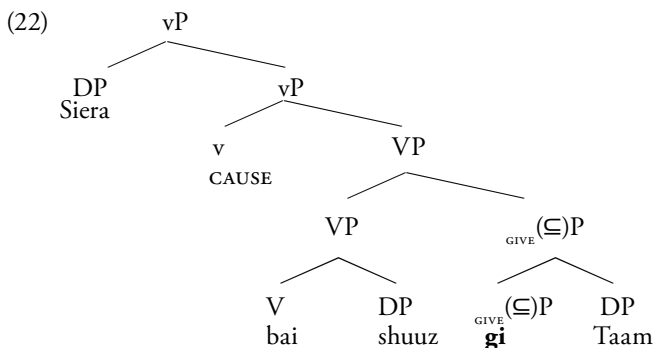 (22) vP
DP vP
Siera
v VP
CAUSE
VP GIVE(⊆)P
V DP GIVE(⊆)P DP
bai shuuz gi Taam